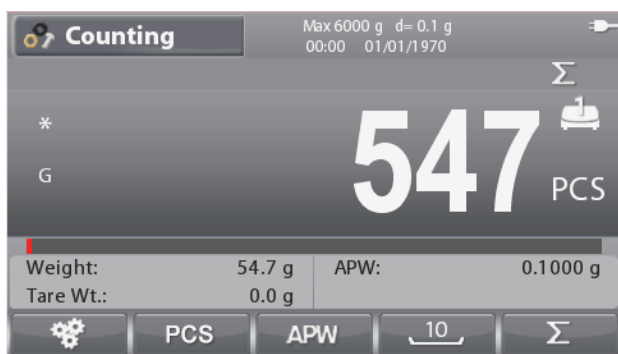 Counting
Max 6000 g d= 0.1 g
00:00 01/01/1970
Σ
1
*
G
547 PCS
Weight: 54.7 g APW: 0.1000 g
Tare Wt.: 0.0 g
PCS APW 10 Σ